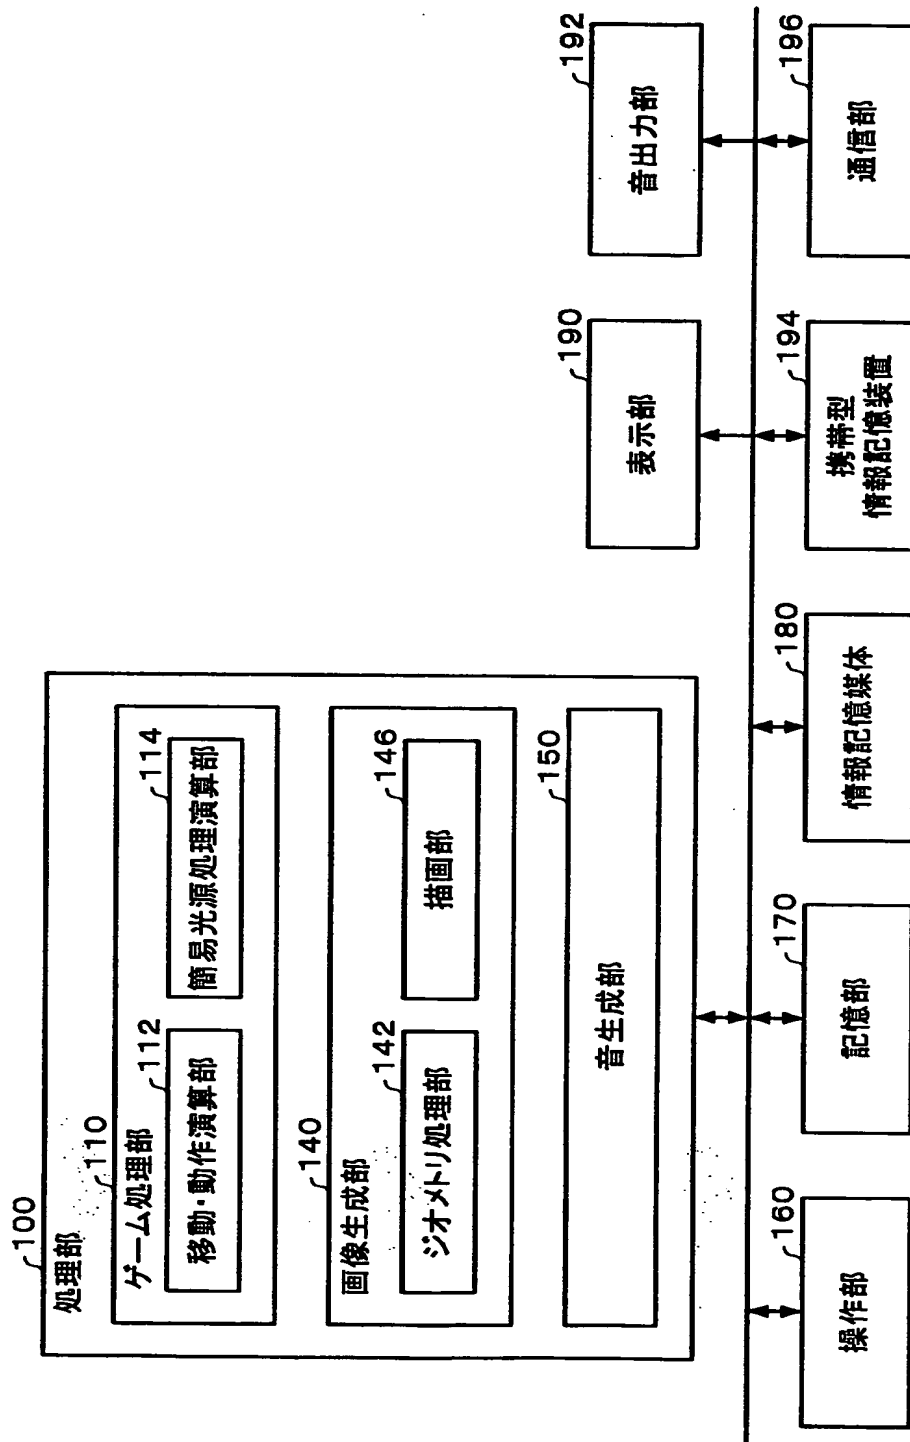 100
処理部
110
ゲーム処理部
112
移動・動作演算部
114
簡易光源処理演算部
140
画像生成部
142
ジオメトリ処理部
146
描画部
150
音生成部
190
表示部
192
音出力部
160
操作部
170
記憶部
180
情報記憶媒体
194
携帯型
情報記憶装置
196
通信部